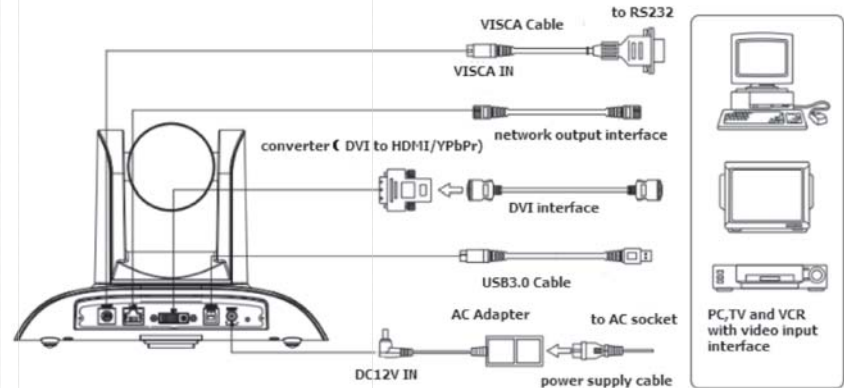 to RS232
VISCA Cable
VISCA IN
network output interface
converter ( DVI to HDMI/YPbPr)
DVI interface
USB3.0 Cable
AC Adapter
to AC socket
DC12V IN
power supply cable
PC,TV and VCR
with video input
interface